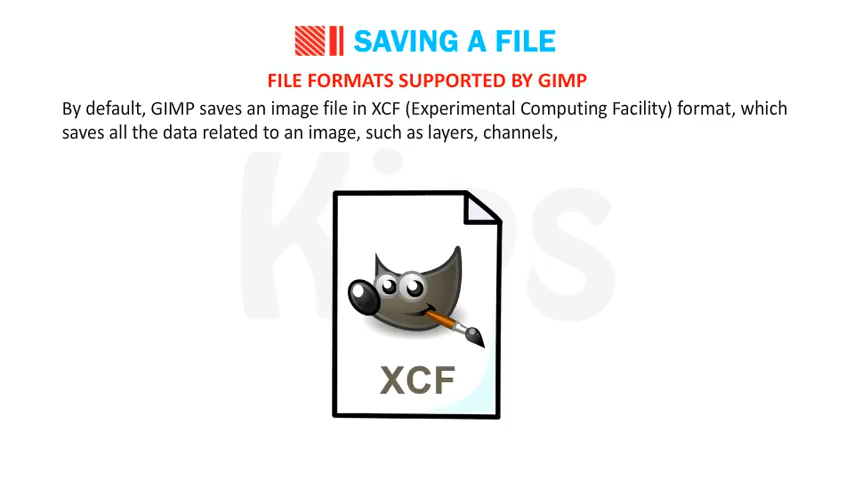 SAVING A FILE
FILE FORMATS SUPPORTED BY GIMP
By default, GIMP saves an image file in XCF (Experimental Computing Facility) format, which
saves all the data related to an image, such as layers, channels,
Kips
XCF